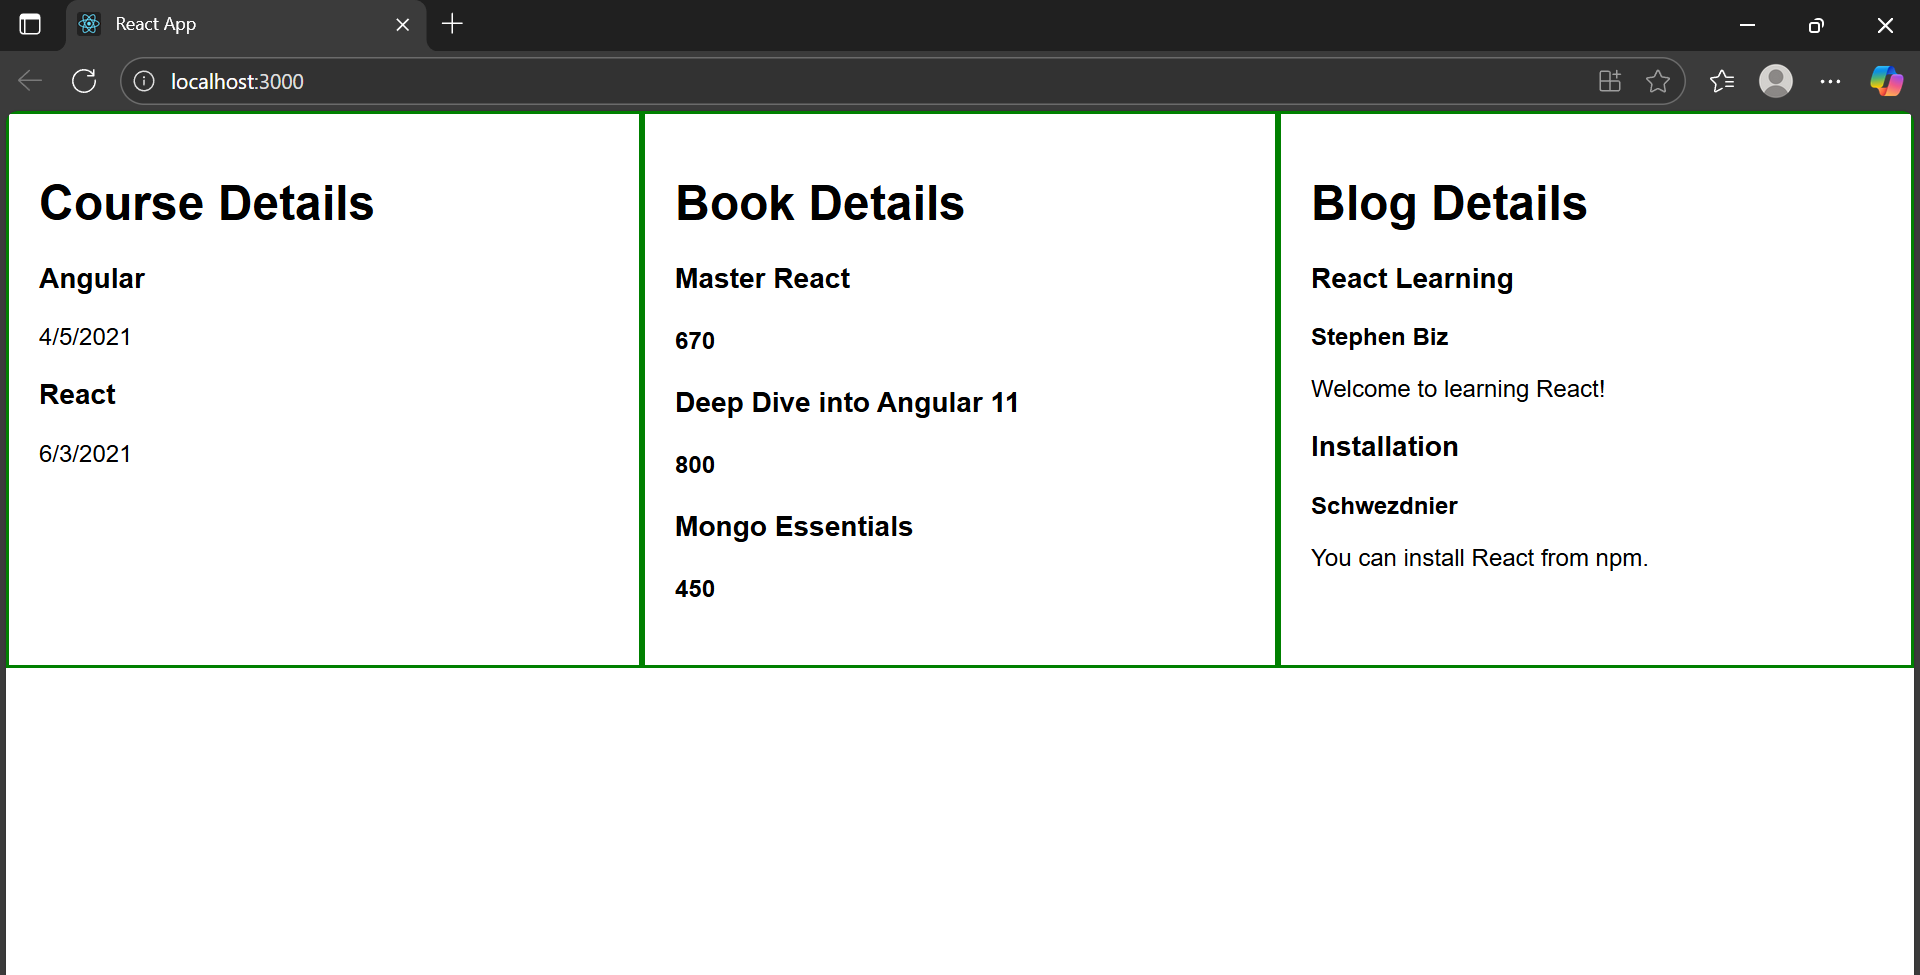 React App
localhost:3000
Course Details
Angular
4/5/2021
React
6/3/2021
Book Details
Master React
670
Deep Dive into Angular 11
800
Mongo Essentials
450
Blog Details
React Learning
Stephen Biz
Welcome to learning React!
Installation
Schwezdnier
You can install React from npm.